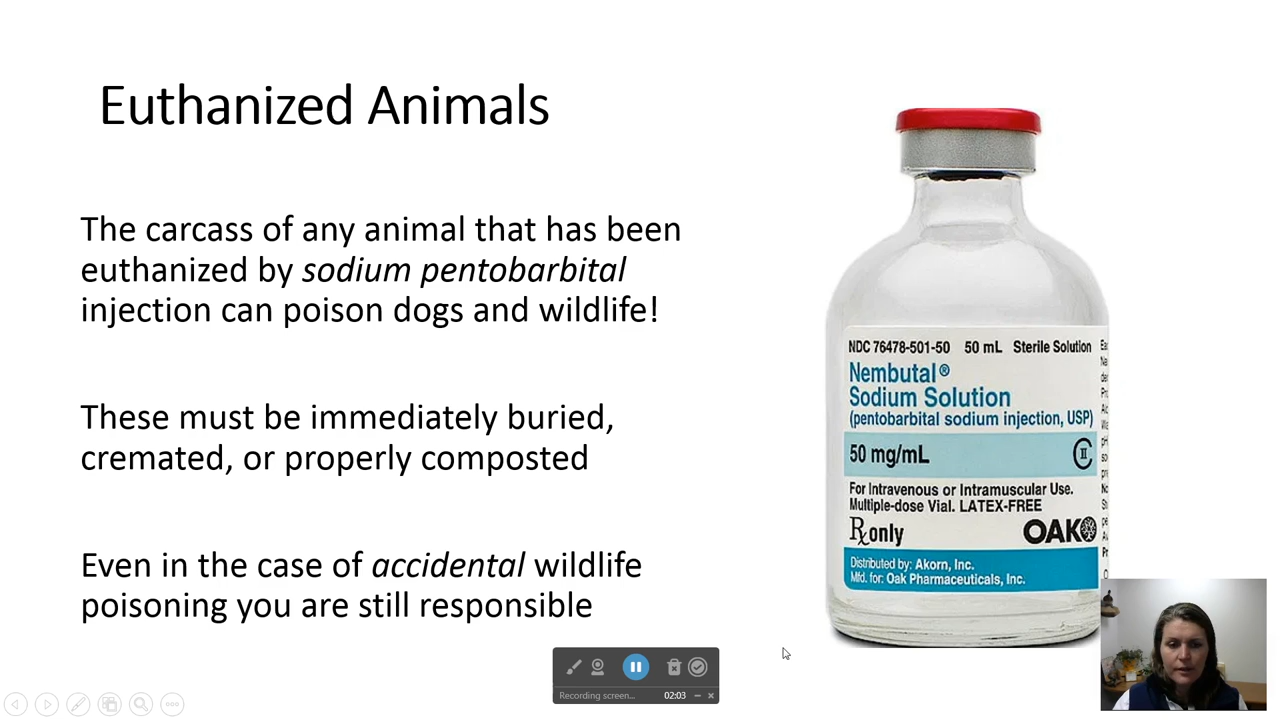 Euthanized Animals
The carcass of any animal that has been
euthanized by sodium pentobarbital
injection can poison dogs and wildlife!
These must be immediately buried,
cremated, or properly composted
Even in the case of accidental wildlife
poisoning you are still responsible
NDC 76478-501-50 50 mL Sterile Solution
Nembutal®
Sodium Solution
(pentobarbital sodium injection, USP)
50 mg/mL CII
For Intravenous or Intramuscular Use.
Multiple-dose Vial. LATEX-FREE
Rx only OAK
Distributed by: Akorn, Inc.
Mfd. for: Oak Pharmaceuticals, Inc.
Recording screen... 02:03